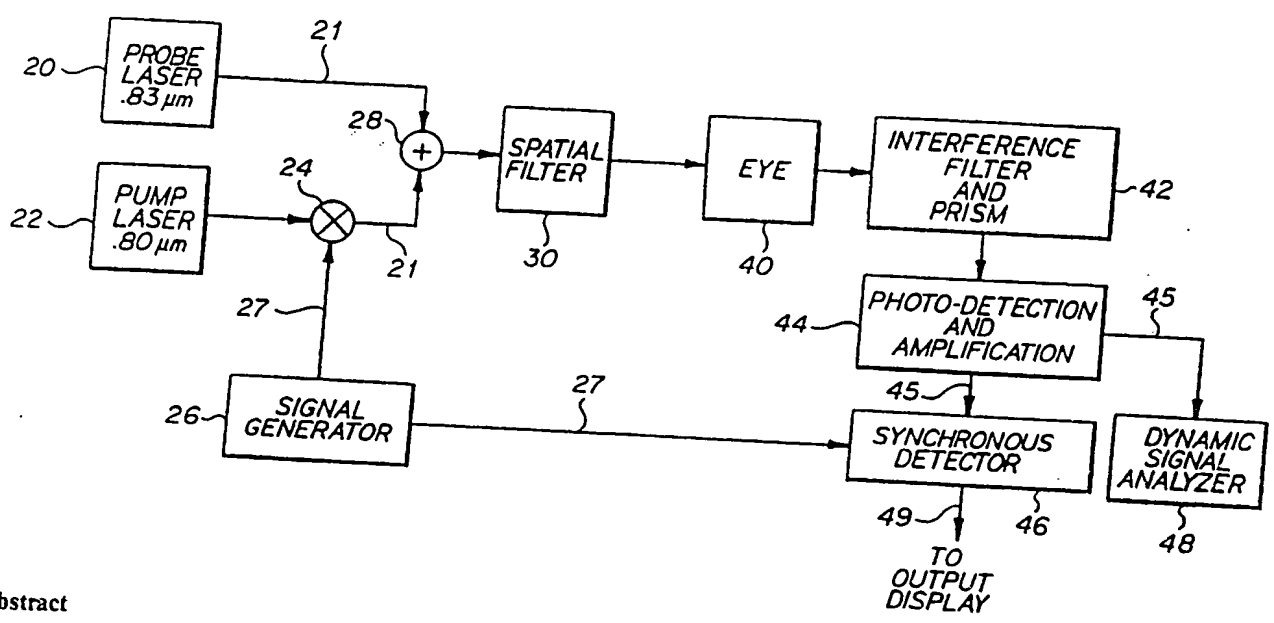 21
PROBE
LASER
.83 µm
20
28
+
SPATIAL
FILTER
30
EYE
40
INTERFERENCE
FILTER
AND
PRISM
42
24
PUMP
LASER
.80 µm
22
21
27
PHOTO-DETECTION
AND
AMPLIFICATION
44
45
45
SIGNAL
GENERATOR
26
27
SYNCHRONOUS
DETECTOR
46
DYNAMIC
SIGNAL
ANALYZER
48
49
TO
OUTPUT
DISPLAY
bstract